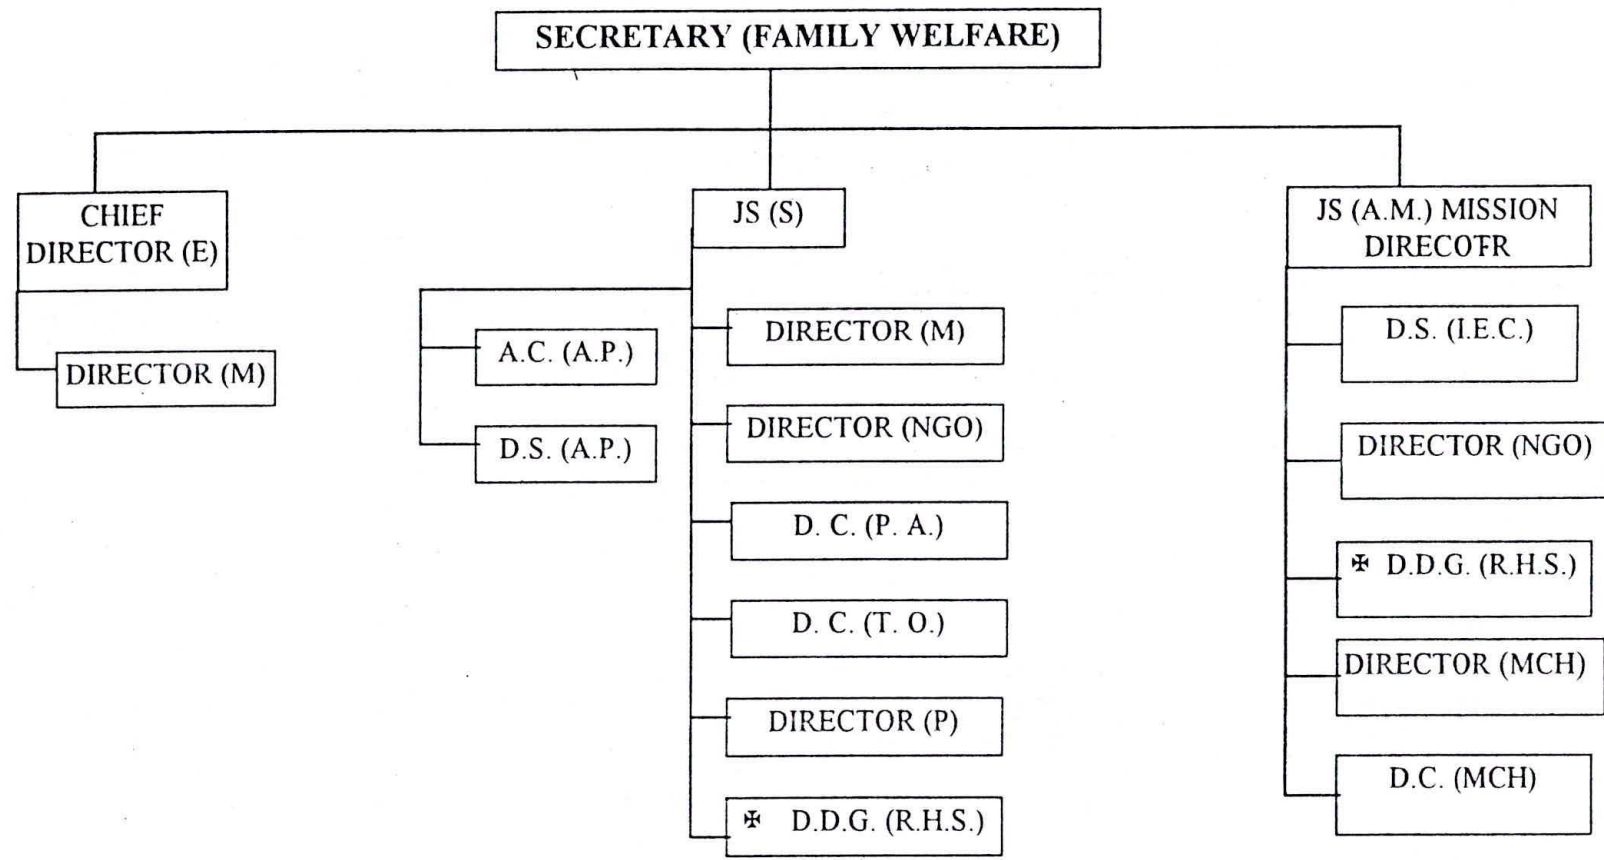 SECRETARY (FAMILY WELFARE)
CHIEF
DIRECTOR (E)
DIRECTOR (M)
JS (S)
A.C. (A.P.)
D.S. (A.P.)
DIRECTOR (M)
DIRECTOR (NGO)
D. C. (P. A.)
D. C. (T. O.)
DIRECTOR (P)
✠ D.D.G. (R.H.S.)
JS (A.M.) MISSION
DIRECOTR
D.S. (I.E.C.)
DIRECTOR (NGO)
✠ D.D.G. (R.H.S.)
DIRECTOR (MCH)
D.C. (MCH)